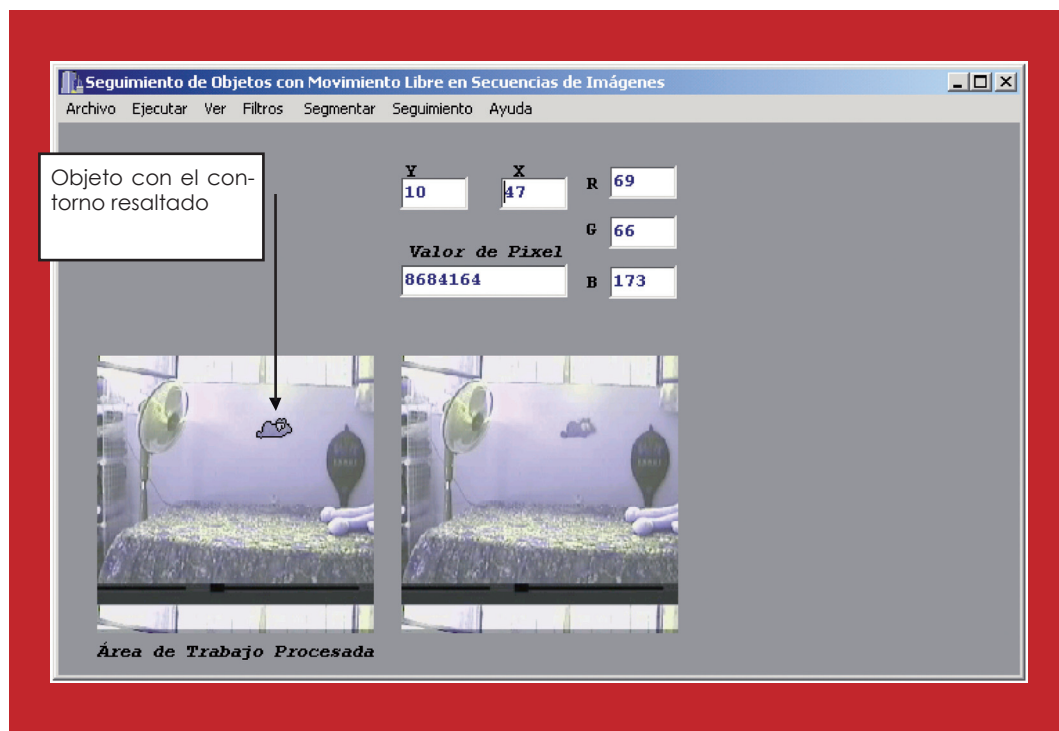 Seguimiento de Objetos con Movimiento Libre en Secuencias de Imágenes
Archivo Ejecutar Ver Filtros Segmentar Seguimiento Ayuda
Objeto con el con-
torno resaltado
Y X
10 47
R 69
G 66
Valor de Pixel
8684164
B 173
Área de Trabajo Procesada